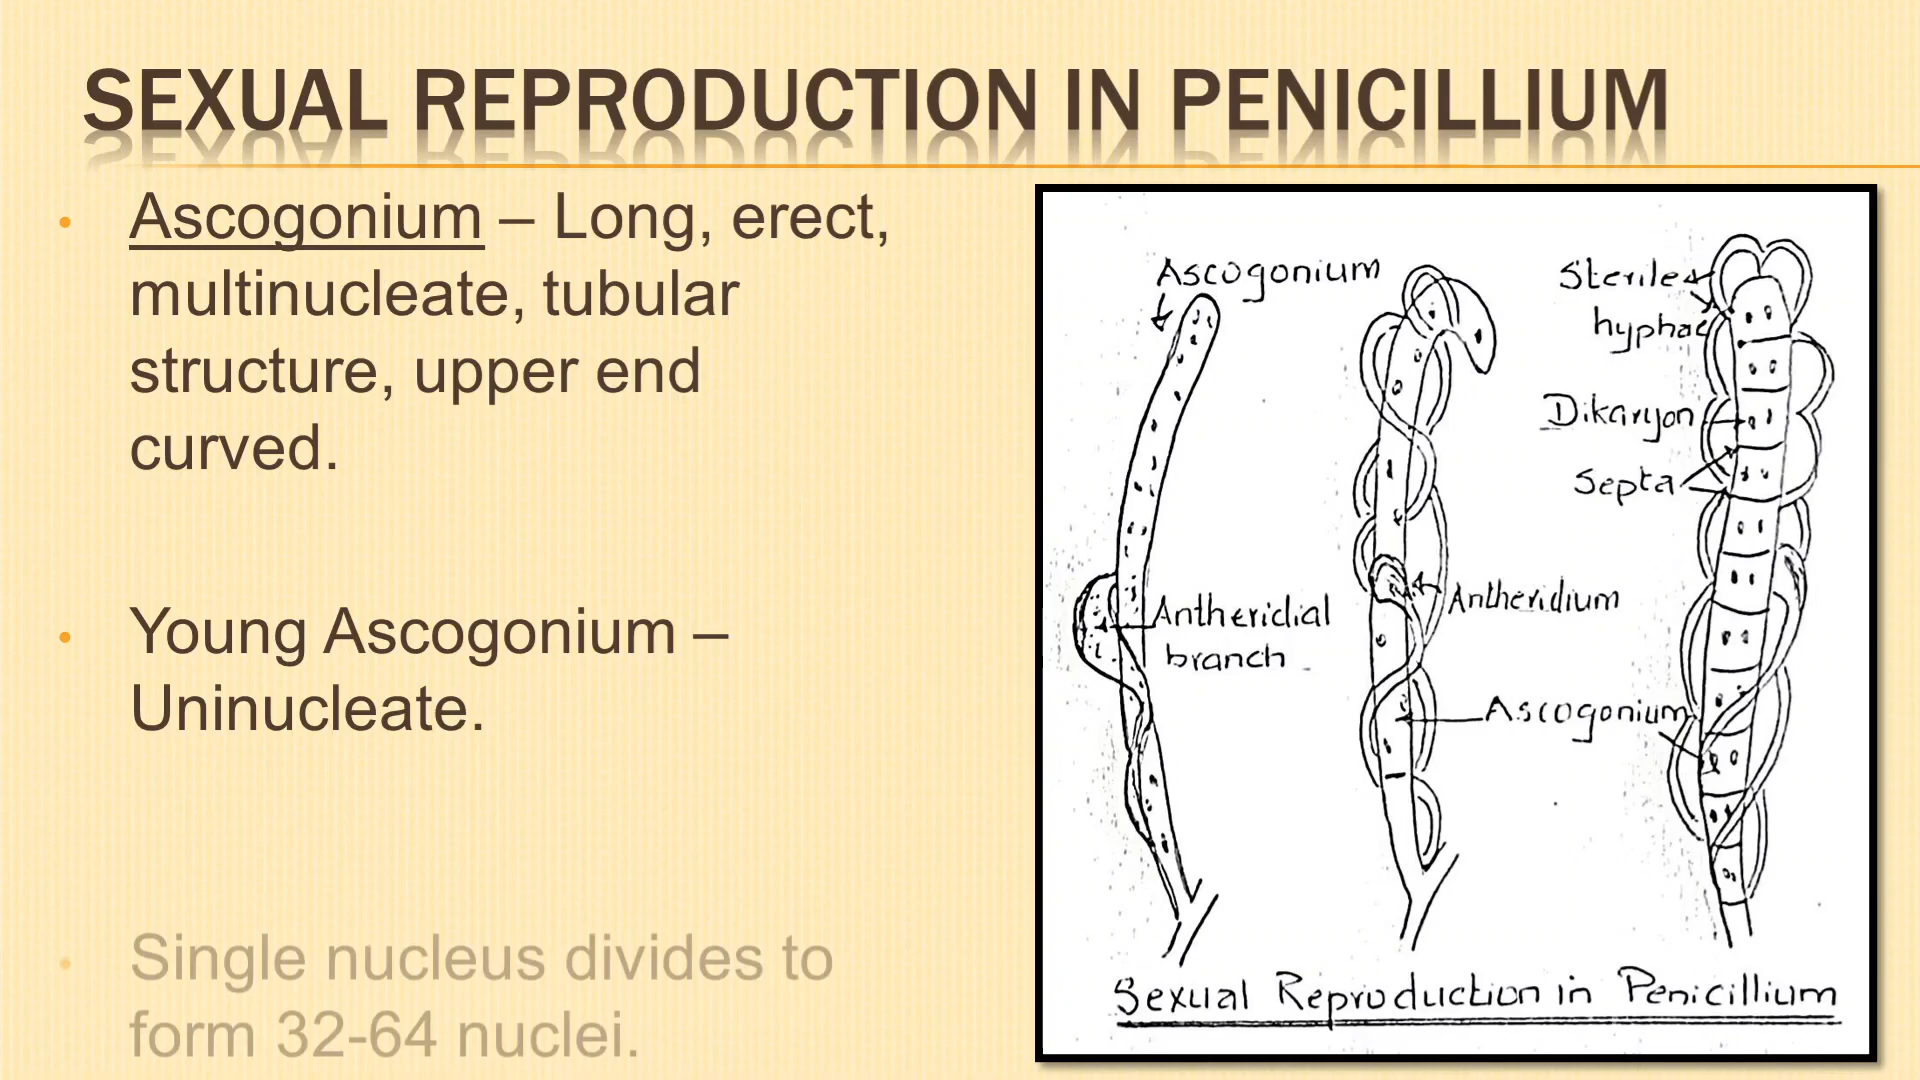 SEXUAL REPRODUCTION IN PENICILLIUM
• Ascogonium – Long, erect,
multinucleate, tubular
structure, upper end
curved.
• Young Ascogonium –
Uninucleate.
• Single nucleus divides to
form 32-64 nuclei.
Ascogonium
Sterile
hyphae
Dikaryon
Septa
Antheridial
branch
Antheridium
Ascogonium
Sexual Reproduction in Penicillium